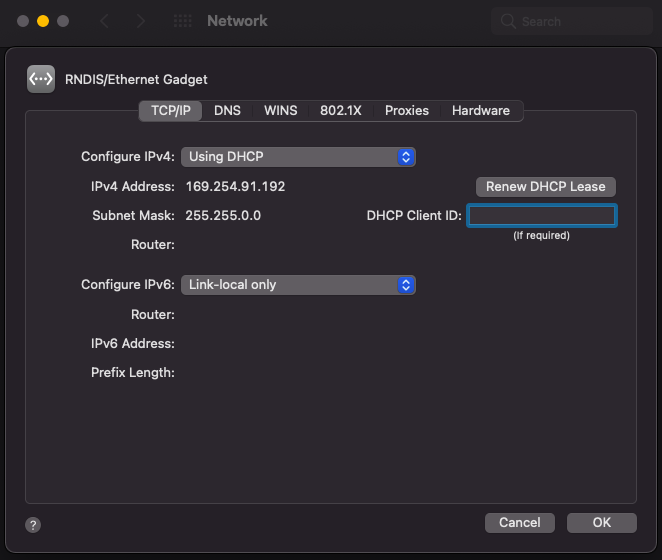 Network
Search
RNDIS/Ethernet Gadget
TCP/IP DNS WINS 802.1X Proxies Hardware
Configure IPv4: Using DHCP
IPv4 Address: 169.254.91.192 Renew DHCP Lease
Subnet Mask: 255.255.0.0 DHCP Client ID:
(If required)
Router:
Configure IPv6: Link-local only
Router:
IPv6 Address:
Prefix Length:
? Cancel OK